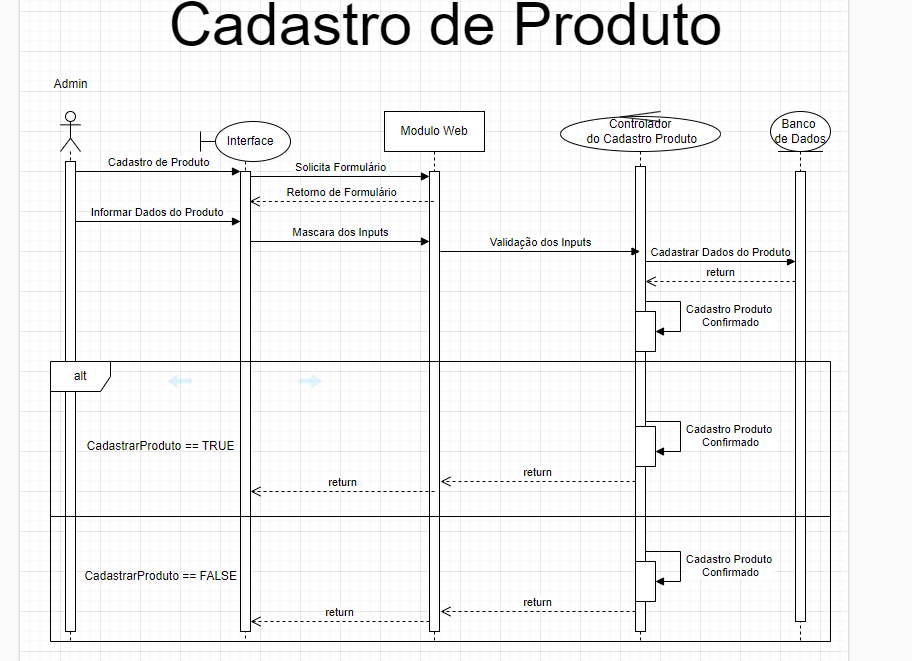 Cadastro de Produto
Admin
Interface
Modulo Web
Controlador
do Cadastro Produto
Banco
de Dados
Cadastro de Produto
Solicita Formulário
Retorno de Formulário
Informar Dados do Produto
Mascara dos Inputs
Validação dos Inputs
Cadastrar Dados do Produto
return
Cadastro Produto
Confirmado
alt
CadastrarProduto == TRUE
Cadastro Produto
Confirmado
return
return
CadastrarProduto == FALSE
Cadastro Produto
Confirmado
return
return